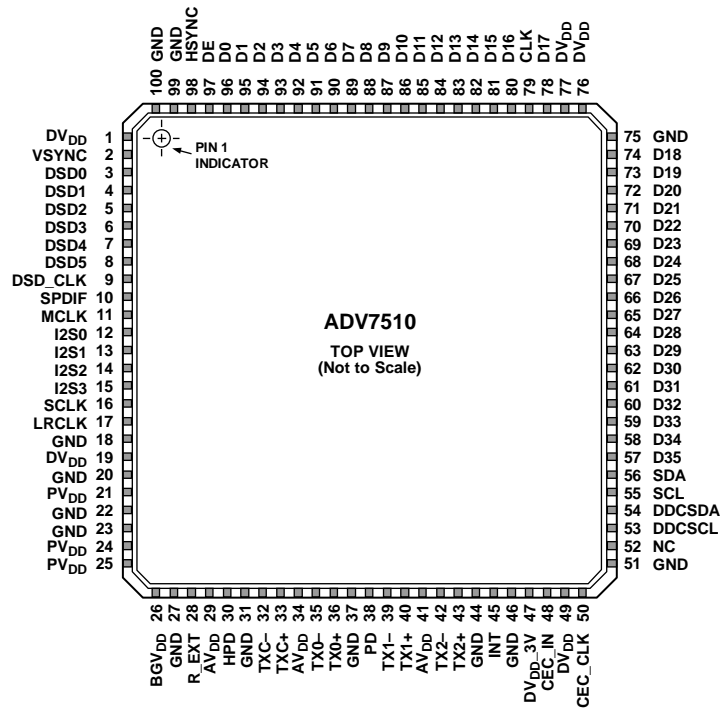 100 GND
99 GND
98 HSYNC
97 DE
96 D0
95 D1
94 D2
93 D3
92 D4
91 D5
90 D6
89 D7
88 D8
87 D9
86 D10
85 D11
84 D12
83 D13
82 D14
81 D15
80 D16
79 CLK
78 D17
77 DVDD
76 DVDD
DVDD 1
VSYNC 2
DSD0 3
DSD1 4
DSD2 5
DSD3 6
DSD4 7
DSD5 8
DSD_CLK 9
SPDIF 10
MCLK 11
I2S0 12
I2S1 13
I2S2 14
I2S3 15
SCLK 16
LRCLK 17
GND 18
DVDD 19
GND 20
PVDD 21
GND 22
GND 23
PVDD 24
PVDD 25
PIN 1
INDICATOR
ADV7510
TOP VIEW
(Not to Scale)
75 GND
74 D18
73 D19
72 D20
71 D21
70 D22
69 D23
68 D24
67 D25
66 D26
65 D27
64 D28
63 D29
62 D30
61 D31
60 D32
59 D33
58 D34
57 D35
56 SDA
55 SCL
54 DDCSDA
53 DDCSCL
52 NC
51 GND
BGVDD 26
GND 27
R_EXT 28
AVDD 29
HPD 30
GND 31
TXC– 32
TXC+ 33
AVDD 34
TX0– 35
TX0+ 36
GND 37
PD 38
TX1– 39
TX1+ 40
AVDD 41
TX2– 42
TX2+ 43
GND 44
INT 45
GND 46
DVDD_3V 47
CEC_IN 48
DVDD 49
CEC_CLK 50